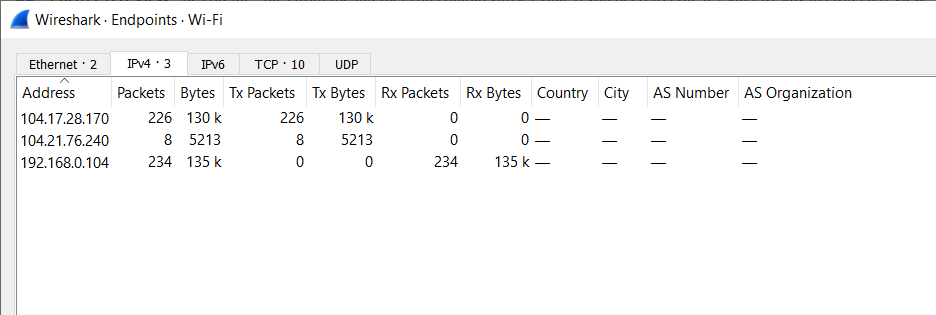 Wireshark · Endpoints · Wi-Fi
Ethernet · 2 IPv4 · 3 IPv6 TCP · 10 UDP
Address Packets Bytes Tx Packets Tx Bytes Rx Packets Rx Bytes Country City AS Number AS Organization
104.17.28.170 226 130 k 226 130 k 0 0 — — — —
104.21.76.240 8 5213 8 5213 0 0 — — — —
192.168.0.104 234 135 k 0 0 234 135 k — — — —